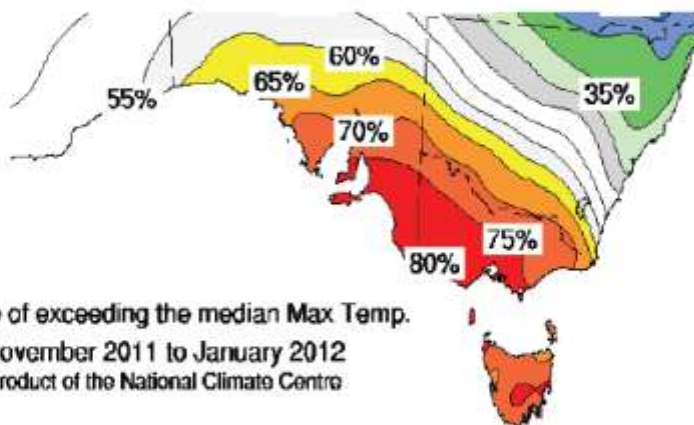 60%
65%
55%
35%
70%
75%
80%
of exceeding the median Max Temp.
ovember 2011 to January 2012
roduct of the National Climate Centre